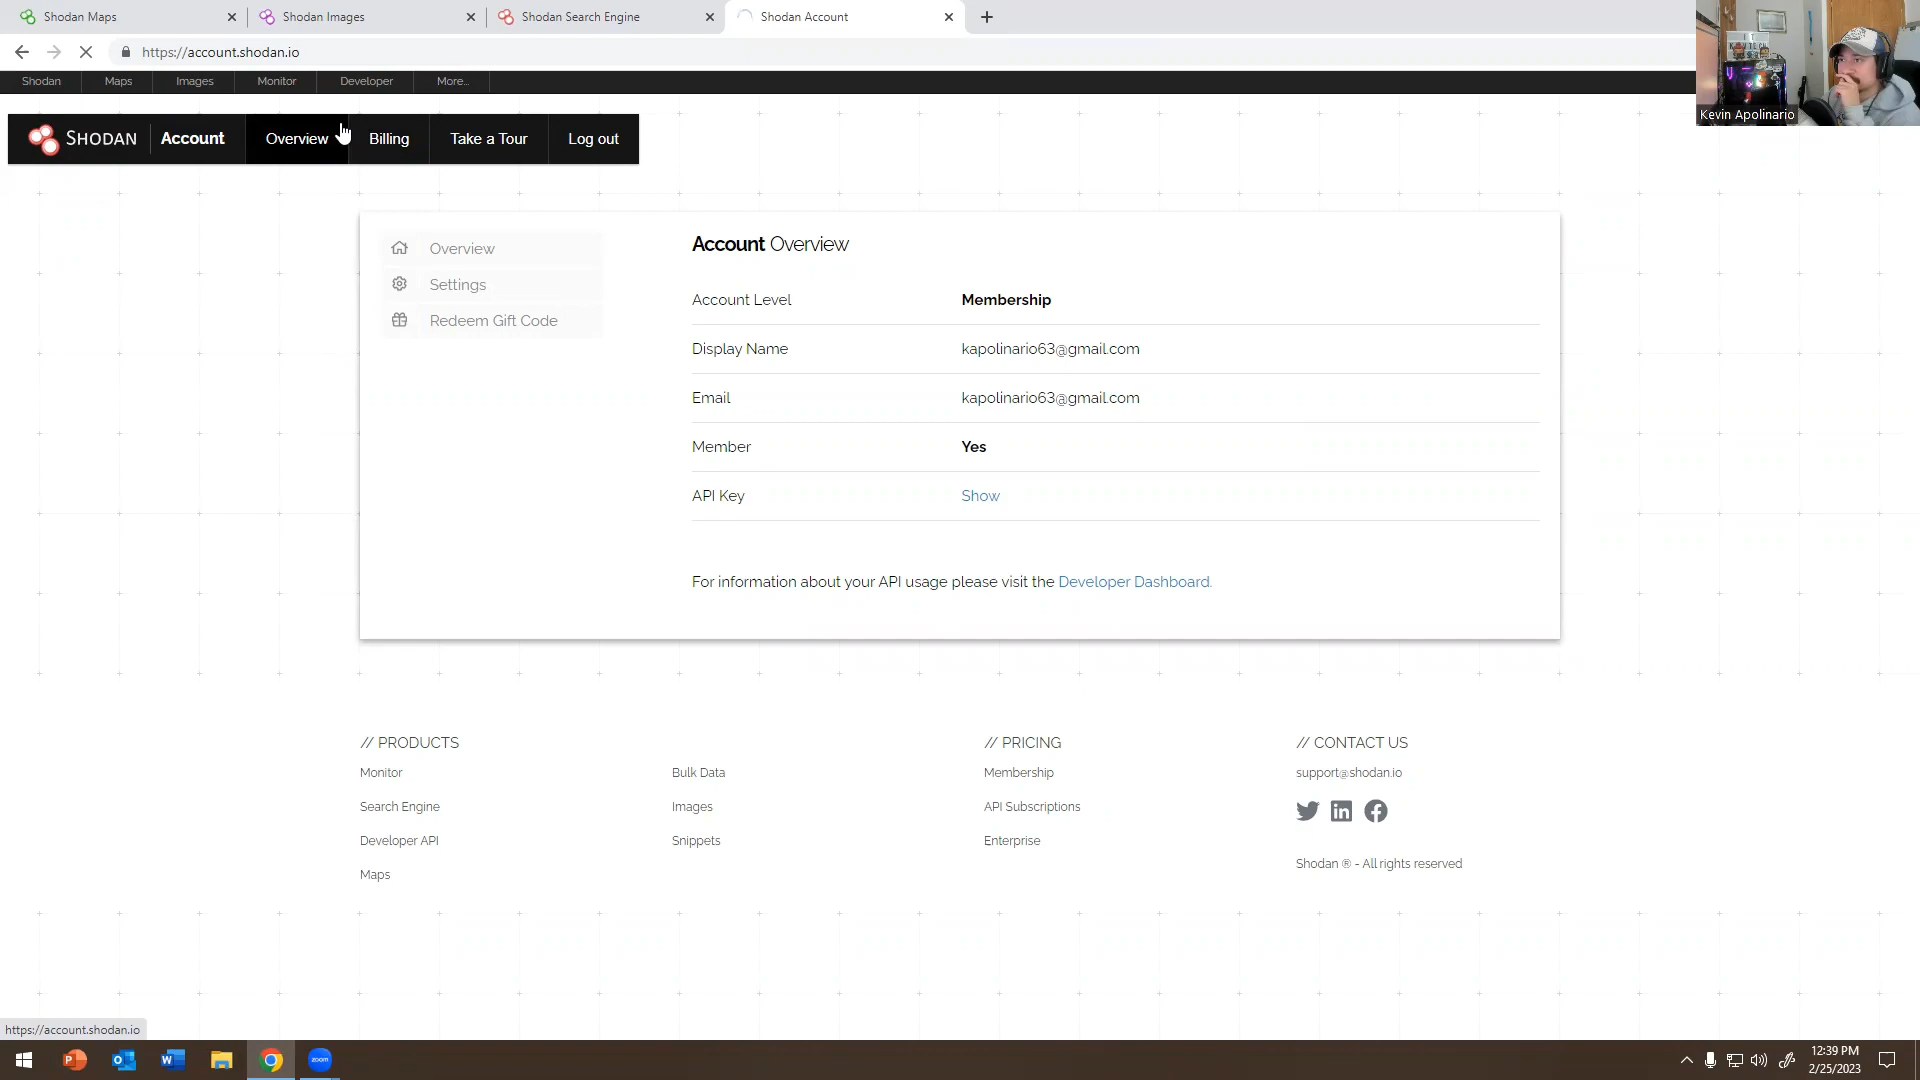 Shodan Maps
Shodan Images
Shodan Search Engine
Shodan Account
https://account.shodan.io
Shodan Maps Images Monitor Developer More...
SHODAN Account Overview Billing Take a Tour Log out
Kevin Apolinario
Overview
Settings
Redeem Gift Code
Account Overview
Account Level Membership
Display Name kapolinario63@gmail.com
Email kapolinario63@gmail.com
Member Yes
API Key Show
For information about your API usage please visit the Developer Dashboard.
// PRODUCTS
Monitor
Search Engine
Developer API
Maps
Bulk Data
Images
Snippets
// PRICING
Membership
API Subscriptions
Enterprise
// CONTACT US
support@shodan.io
Shodan ® - All rights reserved
https://account.shodan.io
zoom
12:39 PM
2/25/2023